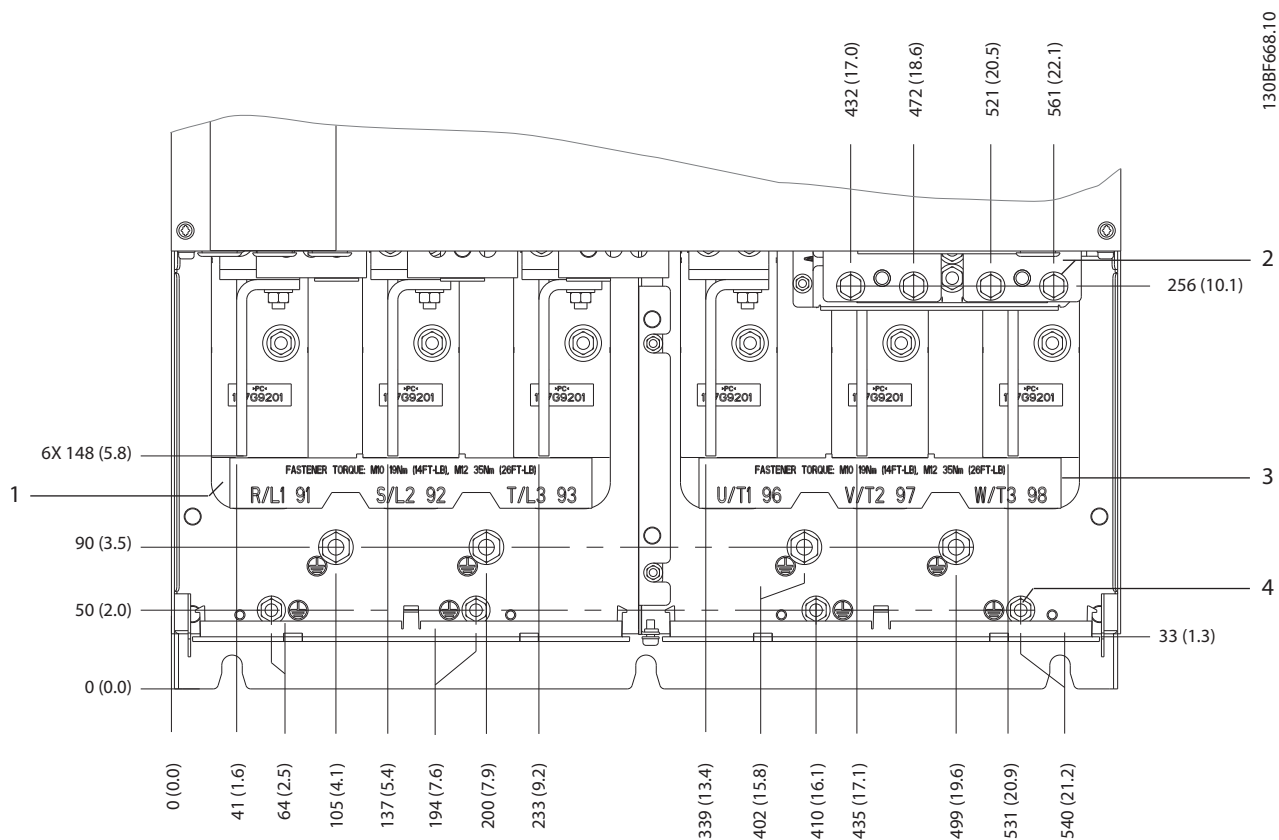 130BF668.10
432 (17.0)
472 (18.6)
521 (20.5)
561 (22.1)
2
256 (10.1)
»PC«
»PC«
»PC«
»PC«
»PC«
»PC«
6X 148 (5.8)
FASTENER TORQUE: M10 19Nm (14FT-LB), M12 35Nm (26FT-LB)
FASTENER TORQUE: M10 19Nm (14FT-LB), M12 35Nm (26FT-LB)
1
R/L1 91 S/L2 92 T/L3 93
U/T1 96 V/T2 97 W/T3 98
3
90 (3.5)
50 (2.0)
4
33 (1.3)
0 (0.0)
0 (0.0)
41 (1.6)
64 (2.5)
105 (4.1)
137 (5.4)
194 (7.6)
200 (7.9)
233 (9.2)
339 (13.4)
402 (15.8)
410 (16.1)
435 (17.1)
499 (19.6)
531 (20.9)
540 (21.2)